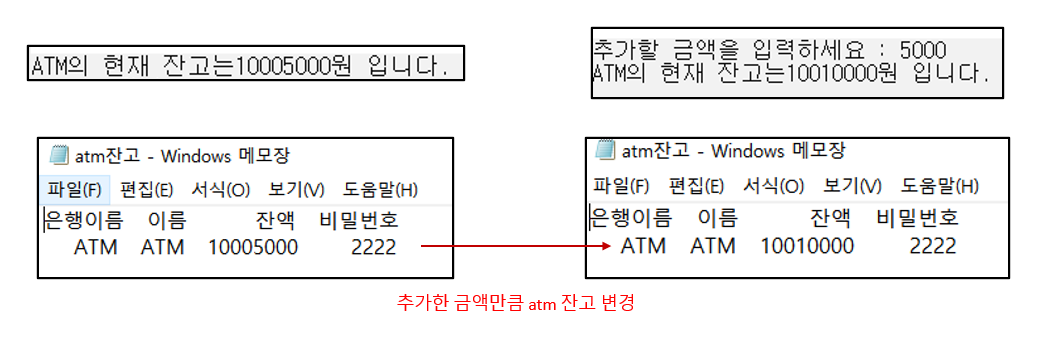 ATM의 현재 잔고는10005000원 입니다.
추가할 금액을 입력하세요 : 5000
ATM의 현재 잔고는10010000원 입니다.
atm잔고 - Windows 메모장
파일(F) 편집(E) 서식(O) 보기(V) 도움말(H)
은행이름 이름 잔액 비밀번호
ATM ATM 10005000 2222
atm잔고 - Windows 메모장
파일(F) 편집(E) 서식(O) 보기(V) 도움말(H)
은행이름 이름 잔액 비밀번호
ATM ATM 10010000 2222
추가한 금액만큼 atm 잔고 변경